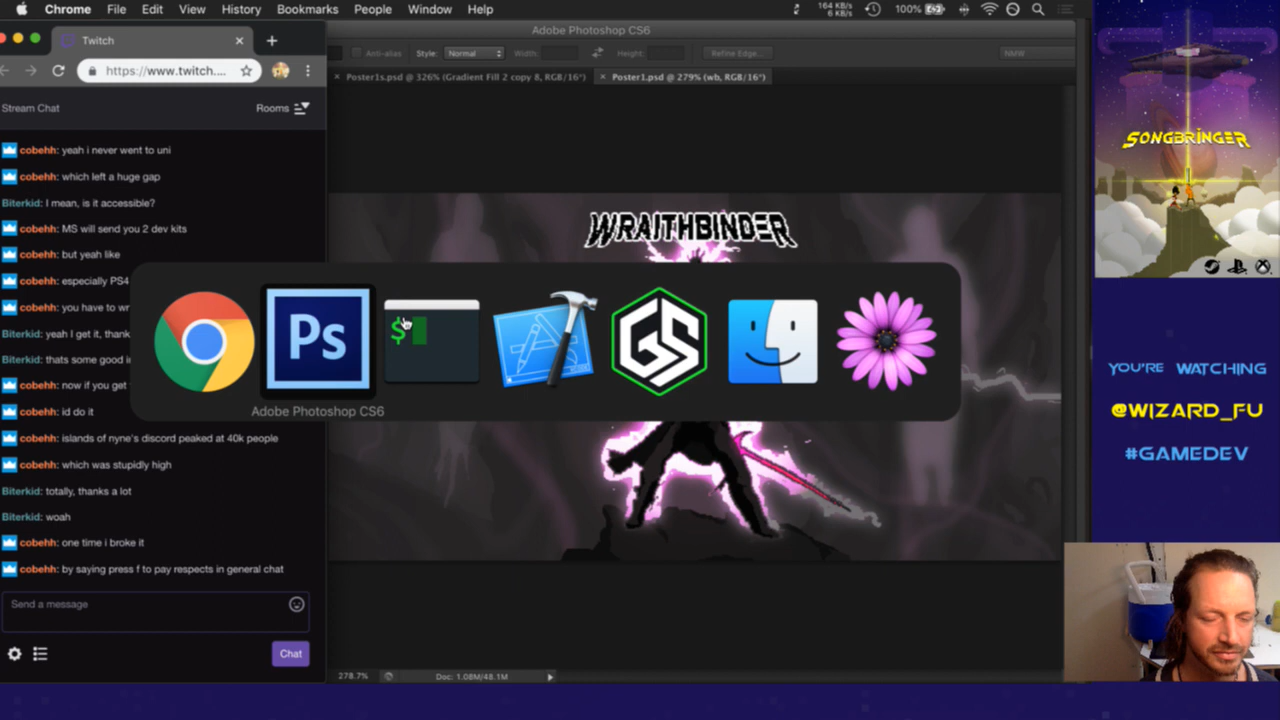 Chrome File Edit View History Bookmarks People Window Help
164 KB/s
6 KB/s
100%
Twitch
https://www.twitch....
Stream Chat
Rooms
cobehh: yeah i never went to uni
cobehh: which left a huge gap
Biterkid: I mean, is it accessible?
cobehh: MS will send you 2 dev kits
cobehh: but yeah like
cobehh: especially PS4
cobehh: you have to wr
Biterkid: yeah I get it, thank
Biterkid: thats some good i
cobehh: now if you get
cobehh: id do it
cobehh: islands of nyne's discord peaked at 40k people
cobehh: which was stupidly high
Biterkid: totally, thanks a lot
Biterkid: woah
cobehh: one time i broke it
cobehh: by saying press f to pay respects in general chat
Send a message
Chat
Adobe Photoshop CS6
Anti-alias Style: Normal Width: Height: Refine Edge... NMW
Poster1s.psd @ 326% (Gradient Fill 2 copy 8, RGB/16*)
Poster1.psd @ 279% (wb, RGB/16*)
WRAITHBINDER
Ps
$
GS
Adobe Photoshop CS6
278.7%
Doc: 1.08M/48.1M
SONGBRINGER
YOU'RE WATCHING
@WIZARD_FU
#GAMEDEV